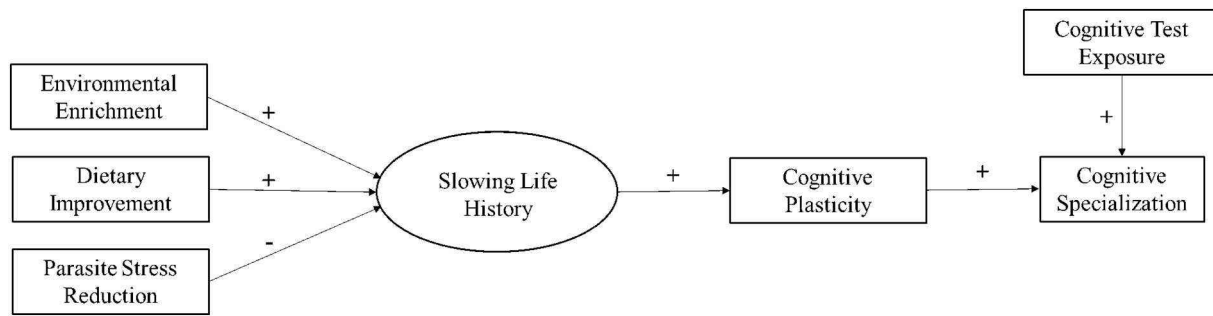 Cognitive Test
Exposure
Environmental
Enrichment
+
+
Dietary
Improvement
+
Slowing Life
History
+
Cognitive
Plasticity
+
Cognitive
Specialization
-
Parasite Stress
Reduction